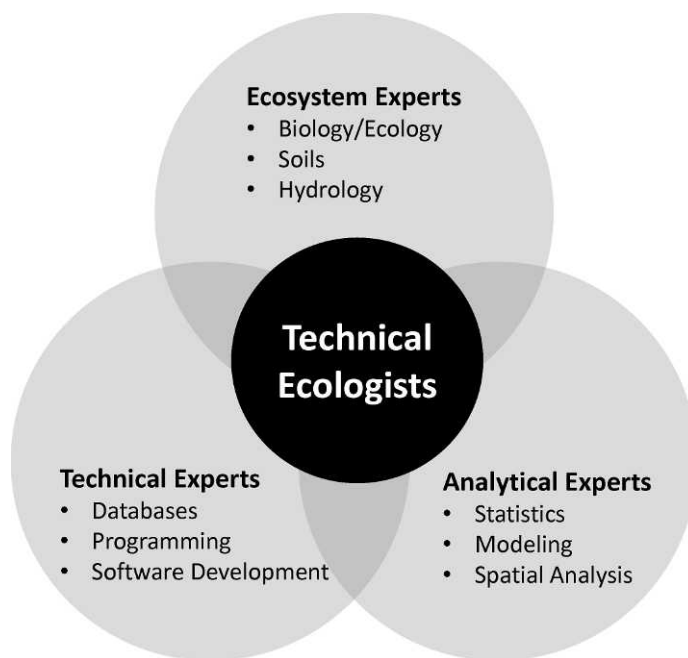 Ecosystem Experts
• Biology/Ecology
• Soils
• Hydrology
Technical
Ecologists
Technical Experts
• Databases
• Programming
• Software Development
Analytical Experts
• Statistics
• Modeling
• Spatial Analysis